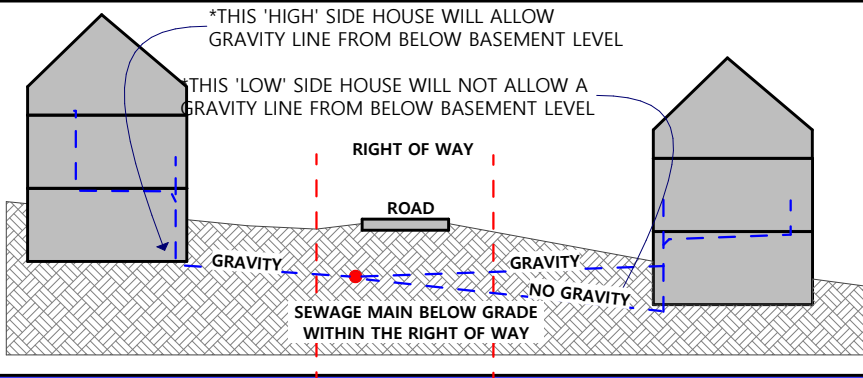 *THIS 'HIGH' SIDE HOUSE WILL ALLOW
GRAVITY LINE FROM BELOW BASEMENT LEVEL
*THIS 'LOW' SIDE HOUSE WILL NOT ALLOW A
GRAVITY LINE FROM BELOW BASEMENT LEVEL
RIGHT OF WAY
ROAD
GRAVITY
GRAVITY
NO GRAVITY
SEWAGE MAIN BELOW GRADE
WITHIN THE RIGHT OF WAY